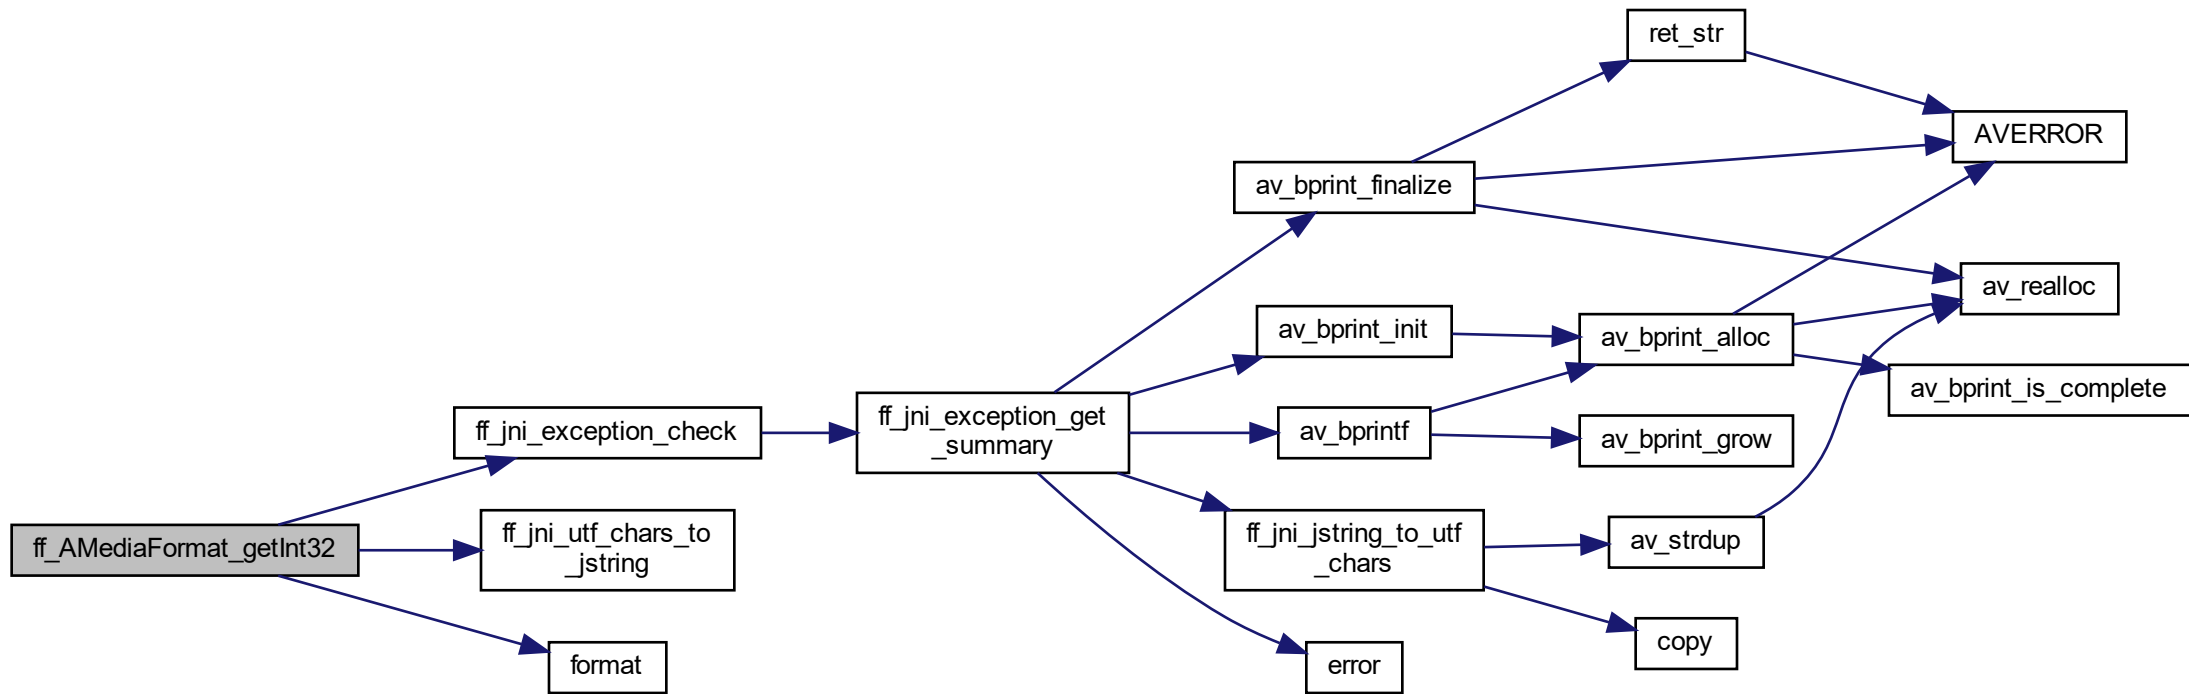 ret_str
AVERROR
av_bprint_finalize
av_realloc
av_bprint_init
av_bprint_alloc
av_bprint_is_complete
ff_jni_exception_get
_summary
ff_jni_exception_check
av_bprintf
av_bprint_grow
ff_AMediaFormat_getInt32
ff_jni_utf_chars_to
_jstring
ff_jni_jstring_to_utf
_chars
av_strdup
copy
format
error